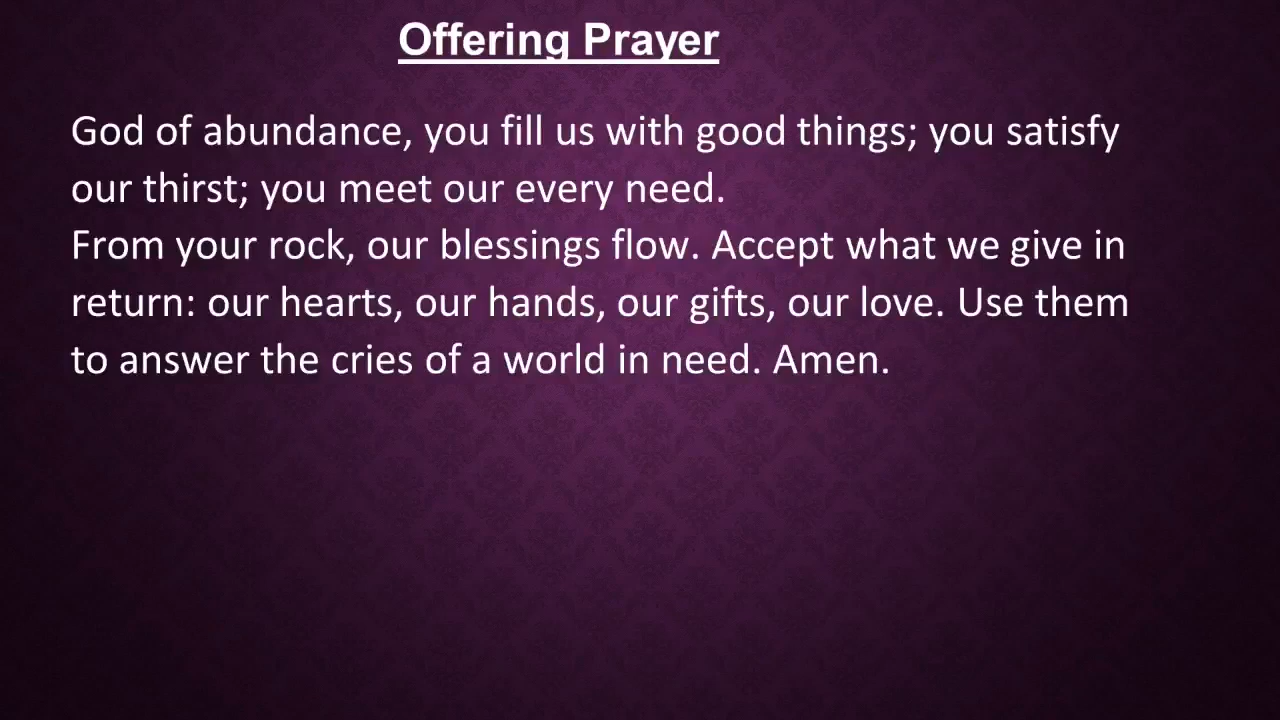 Offering Prayer
God of abundance, you fill us with good things; you satisfy
our thirst; you meet our every need.
From your rock, our blessings flow. Accept what we give in
return: our hearts, our hands, our gifts, our love. Use them
to answer the cries of a world in need. Amen.